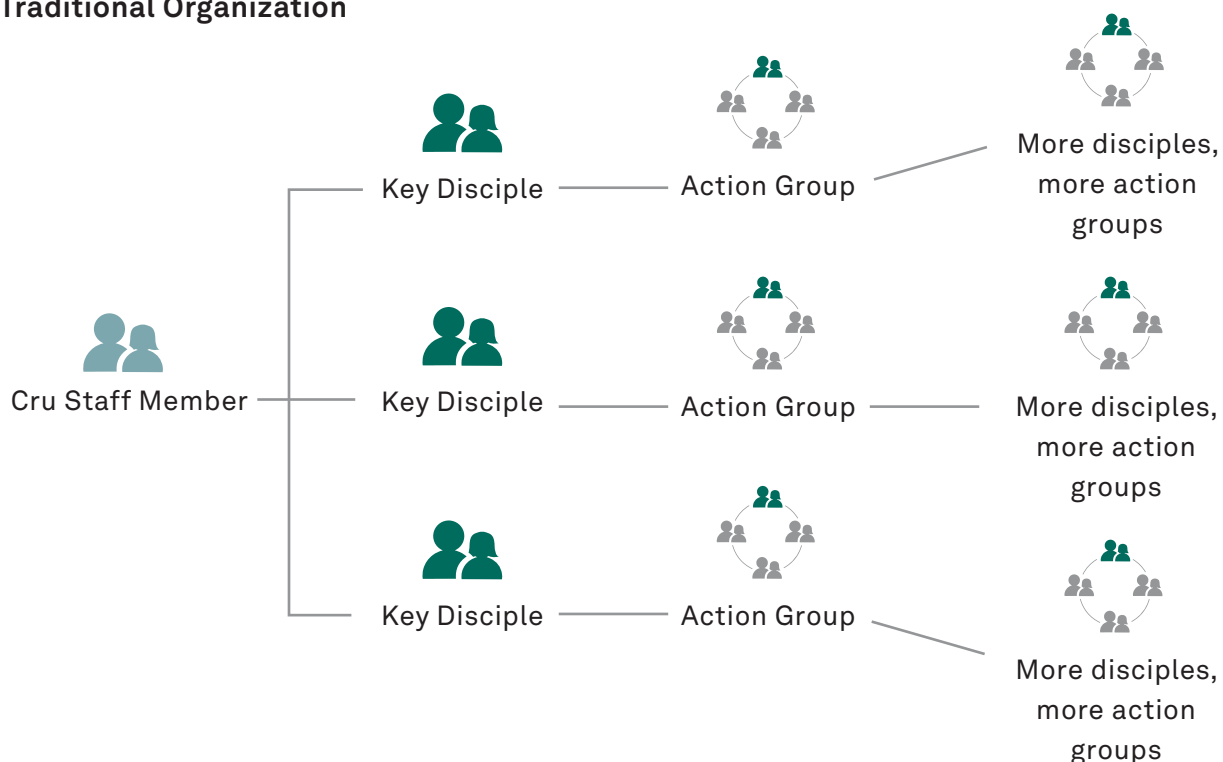 Traditional Organization
More disciples,
more action
groups
Key Disciple
Action Group
Cru Staff Member
Key Disciple
Action Group
More disciples,
more action
groups
Key Disciple
Action Group
More disciples,
more action
groups